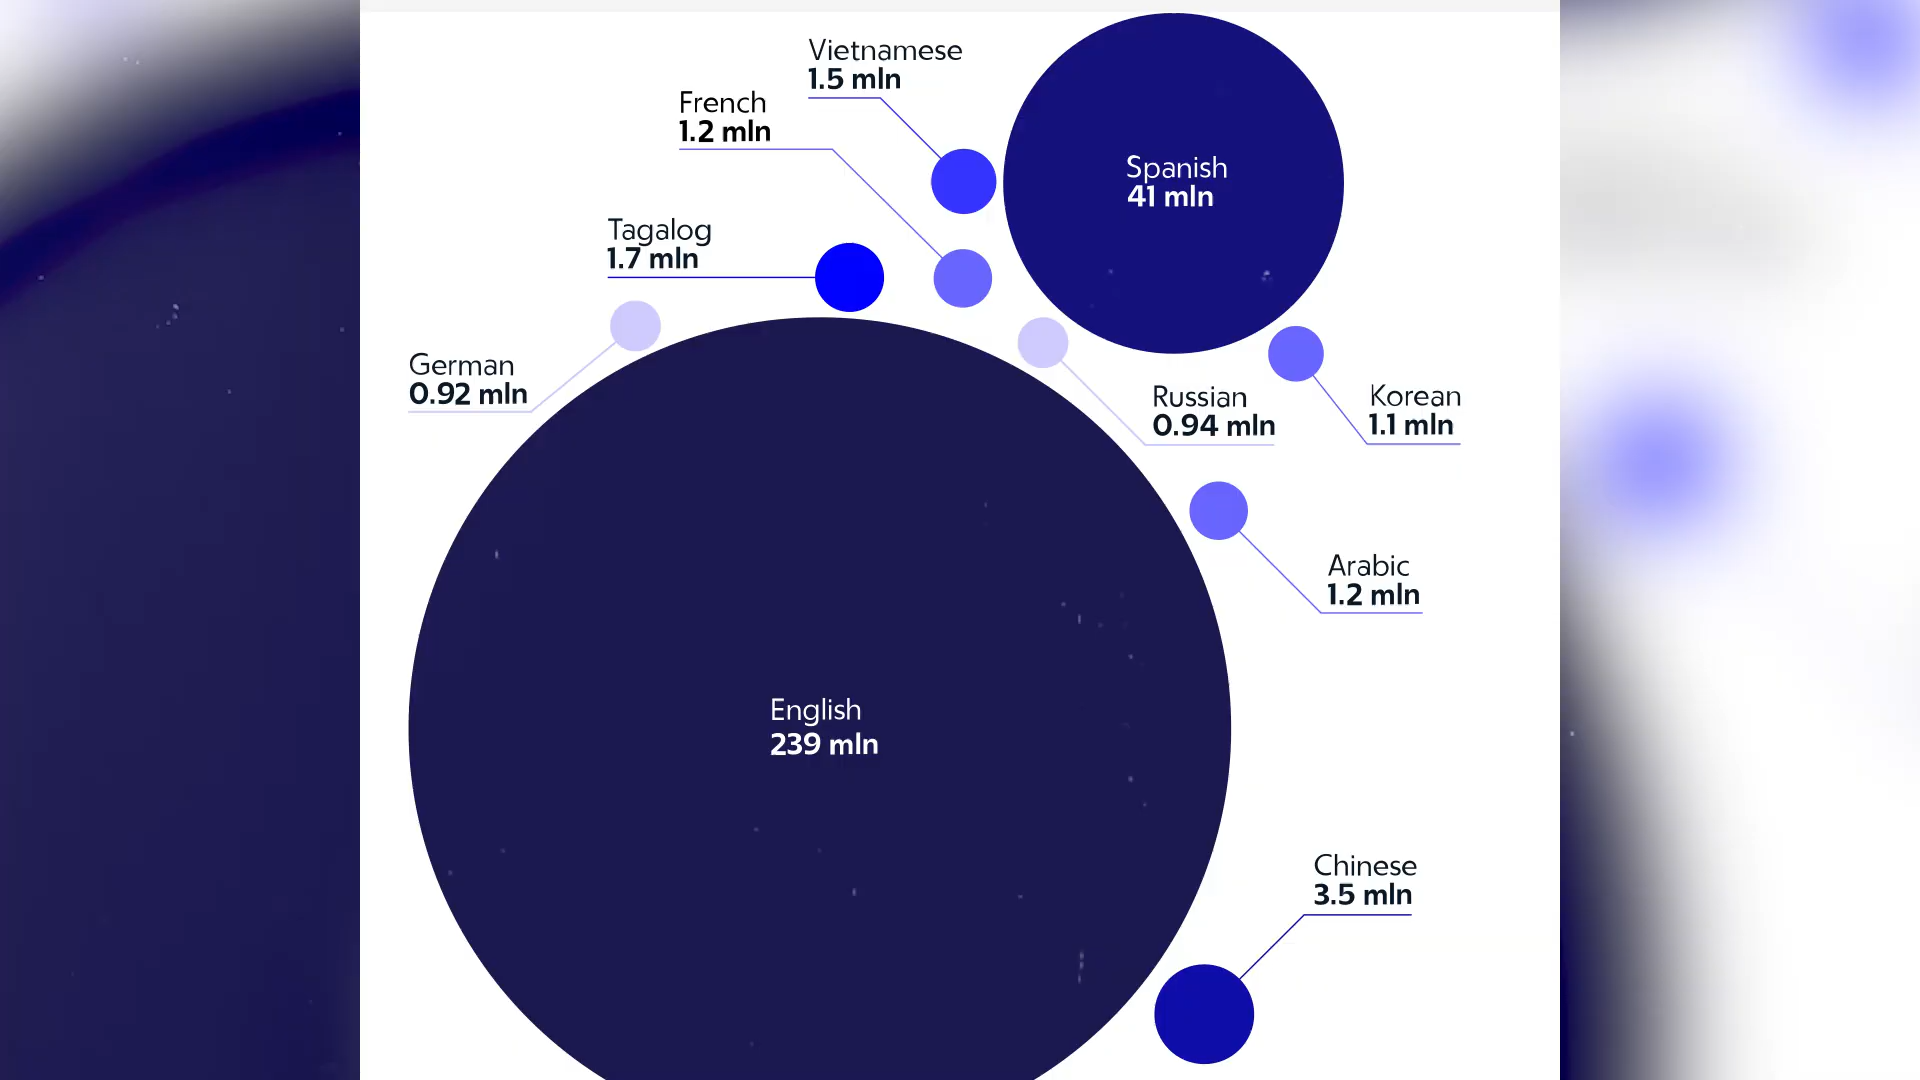 Vietnamese
1.5 mln
French
1.2 mln
Spanish
41 mln
Tagalog
1.7 mln
German
0.92 mln
Russian
0.94 mln
Korean
1.1 mln
Arabic
1.2 mln
English
239 mln
Chinese
3.5 mln